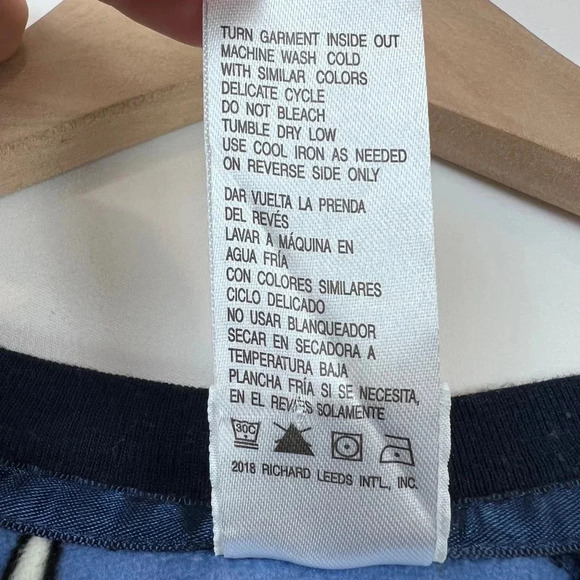 TURN GARMENT INSIDE OUT
MACHINE WASH COLD
WITH SIMILAR COLORS
DELICATE CYCLE
DO NOT BLEACH
TUMBLE DRY LOW
USE COOL IRON AS NEEDED
ON REVERSE SIDE ONLY
DAR VUELTA LA PRENDA
DEL REVÉS
LAVAR A MÁQUINA EN
AGUA FRÍA
CON COLORES SIMILARES
CICLO DELICADO
NO USAR BLANQUEADOR
SECAR EN SECADORA A
TEMPERATURA BAJA
PLANCHA FRÍA SI SE NECESITA,
EN EL REVÉS SOLAMENTE
30C
2018 RICHARD LEEDS INT'L, INC.